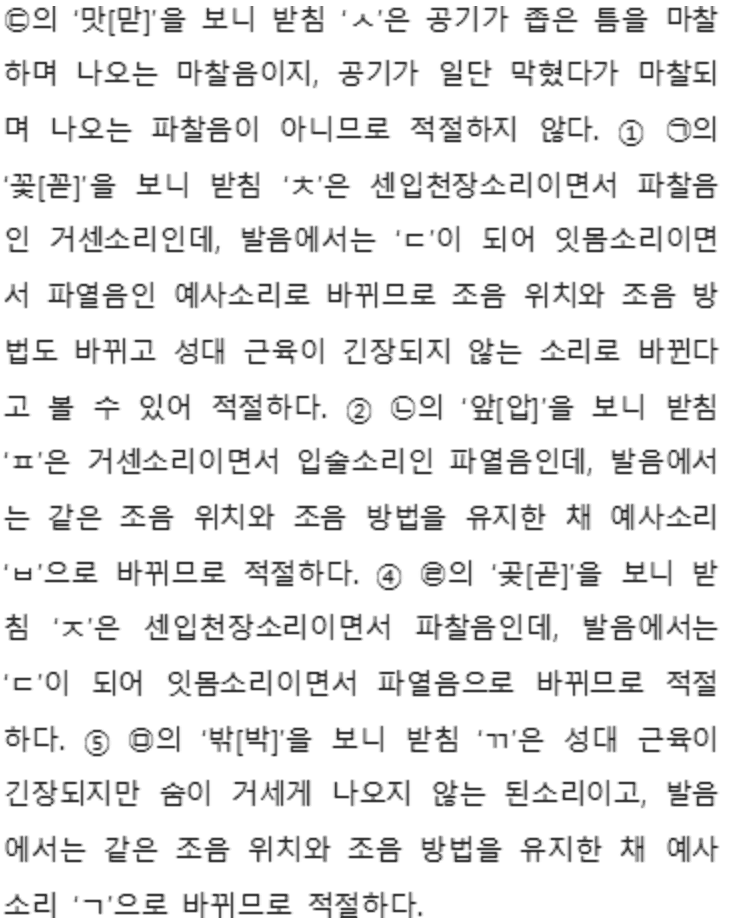 ㉢의 ‘맛[맏]’을 보니 받침 ‘ㅅ’은 공기가 좁은 틈을 마찰
하며 나오는 마찰음이지, 공기가 일단 막혔다가 마찰되
며 나오는 파찰음이 아니므로 적절하지 않다. ① ㉠의
‘꽃[꼳]’을 보니 받침 ‘ㅊ’은 센입천장소리이면서 파찰음
인 거센소리인데, 발음에서는 ‘ㄷ’이 되어 잇몸소리이면
서 파열음인 예사소리로 바뀌므로 조음 위치와 조음 방
법도 바뀌고 성대 근육이 긴장되지 않는 소리로 바뀐다
고 볼 수 있어 적절하다. ② ㉡의 ‘앞[압]’을 보니 받침
‘ㅍ’은 거센소리이면서 입술소리인 파열음인데, 발음에서
는 같은 조음 위치와 조음 방법을 유지한 채 예사소리
‘ㅂ’으로 바뀌므로 적절하다. ④ ㉣의 ‘곶[곧]’을 보니 받
침 ‘ㅈ’은 센입천장소리이면서 파찰음인데, 발음에서는
‘ㄷ’이 되어 잇몸소리이면서 파열음으로 바뀌므로 적절
하다. ⑤ ㉤의 ‘밖[박]’을 보니 받침 ‘ㄲ’은 성대 근육이
긴장되지만 숨이 거세게 나오지 않는 된소리이고, 발음
에서는 같은 조음 위치와 조음 방법을 유지한 채 예사
소리 ‘ㄱ’으로 바뀌므로 적절하다.